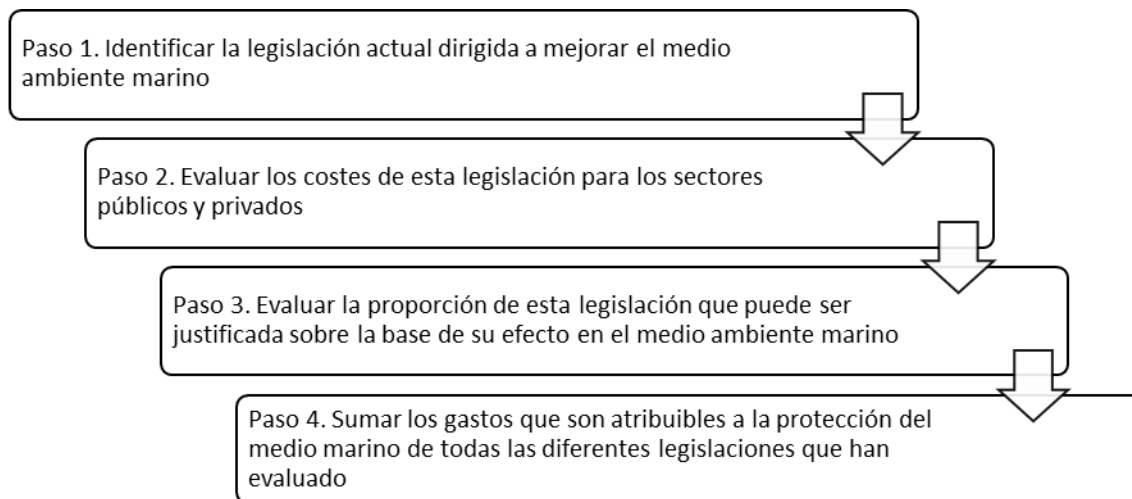 Paso 1. Identificar la legislación actual dirigida a mejorar el medio
ambiente marino
Paso 2. Evaluar los costes de esta legislación para los sectores
públicos y privados
Paso 3. Evaluar la proporción de esta legislación que puede ser
justificada sobre la base de su efecto en el medio ambiente marino
Paso 4. Sumar los gastos que son atribuibles a la protección del
medio marino de todas las diferentes legislaciones que han
evaluado